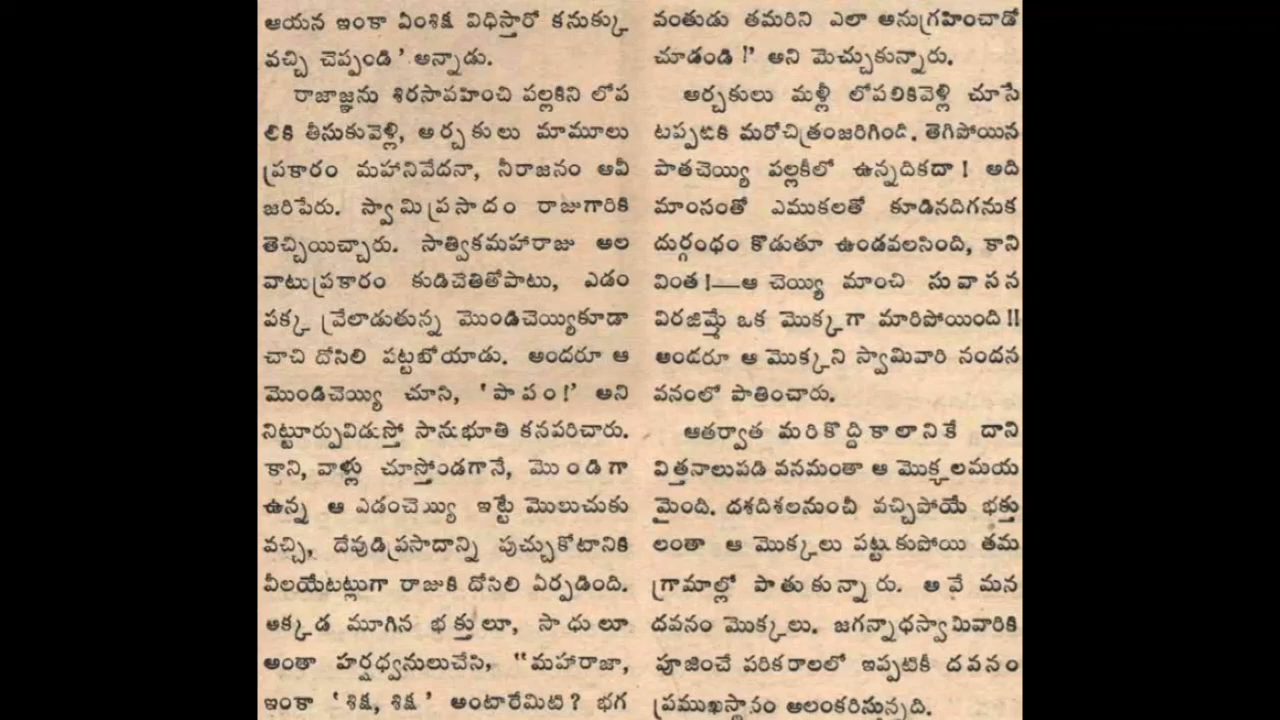 ఆయన ఇంకా ఏంశిక్ష విధిస్తారో కనుక్కు
వచ్చి చెప్పండి' అన్నాడు.
రాజాజ్ఞను శిరసావహించి పల్లకిని లోప
లికి తీసుకువెళ్లి, అర్చకులు మామూలు
ప్రకారం మహానివేదనా, నీరాజనం అవీ
జరిపేరు. స్వామిప్రసాదం రాజుగారికి
తెచ్చియిచ్చారు. సాత్వికమహారాజు అల
వాటుప్రకారం కుడిచేతితోపాటు, ఎడం
పక్క వ్రేలాడుతున్న మొండిచెయ్యికూడా
చాచి దోసిలి పట్టబోయాడు. అందరూ ఆ
మొండిచెయ్యి చూసి, 'పాపం!' అని
నిట్టూర్పువిడుస్తో సానుభూతి కనపరిచారు.
కాని, వాళ్లు చూస్తోండగానే, మొండిగా
ఉన్న ఆ ఎడంచెయ్యి ఇట్టే మొలుచుకు
వచ్చి, దేవుడిప్రసాదాన్ని పుచ్చుకోటానికి
వీలయేటట్లుగా రాజుకి దోసిలి ఏర్పడింది.
అక్కడ మూగిన భక్తులూ, సాధులూ
అంతా హర్షధ్వనులుచేసి, "మహారాజా,
ఇంకా 'శిక్ష, శిక్ష' అంటారేమిటి? భగ
వంతుడు తమరిని ఎలా అనుగ్రహించాడో
చూడండి!" అని మెచ్చుకున్నారు.
అర్చకులు మళ్లీ లోపలికివెళ్లి చూసే
టప్పటికి మరోచిత్రంజరిగింది. తెగిపోయిన
పాతచెయ్యి పల్లకీలో ఉన్నదికదా! అది
మాంసంతో ఎముకలతో కూడినదిగనుక
దుర్గంధం కొడుతూ ఉండవలసింది, కాని
వింత!—ఆ చెయ్యి మాంచి సువాసన
విరజిమ్మే ఒక మొక్కగా మారిపోయింది!!
అందరూ ఆ మొక్కని స్వామివారి నందన
వనంలో పాతించారు.
ఆతర్వాత మరికొద్దికాలానికే దాని
విత్తనాలుపడి వనమంతా ఆ మొక్కలమయ
మైంది. దశదిశలనుంచీ వచ్చిపోయే భక్తు
లంతా ఆ మొక్కలు పట్టుకుపోయి తమ
గ్రామాల్లో పాతుకున్నారు. అవే మన
దవనం మొక్కలు. జగన్నాధస్వామివారికి
పూజించే పరికరాలలో ఇప్పటికీ దవనం
ప్రముఖస్థానం అలంకరిస్తున్నది.